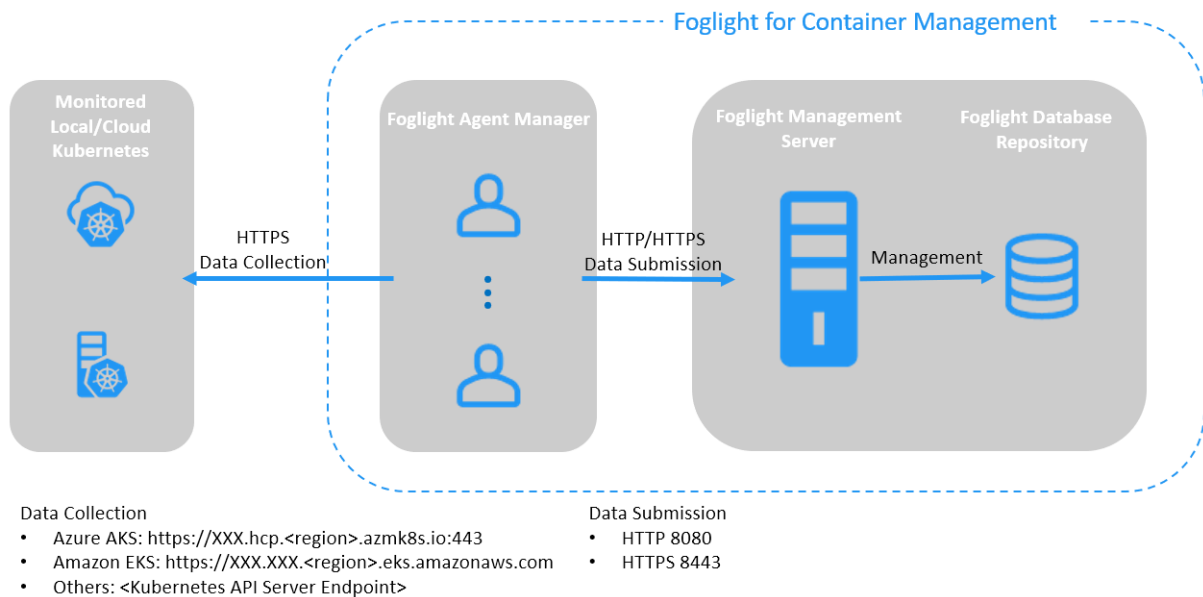 Foglight for Container Management
Monitored
Local/Cloud
Kubernetes
Foglight Agent Manager
Foglight Management
Server
Foglight Database
Repository
HTTPS
Data Collection
HTTP/HTTPS
Data Submission
Management
Data Collection
• Azure AKS: https://XXX.hcp.<region>.azmk8s.io:443
• Amazon EKS: https://XXX.XXX.<region>.eks.amazonaws.com
• Others: <Kubernetes API Server Endpoint>
Data Submission
• HTTP 8080
• HTTPS 8443